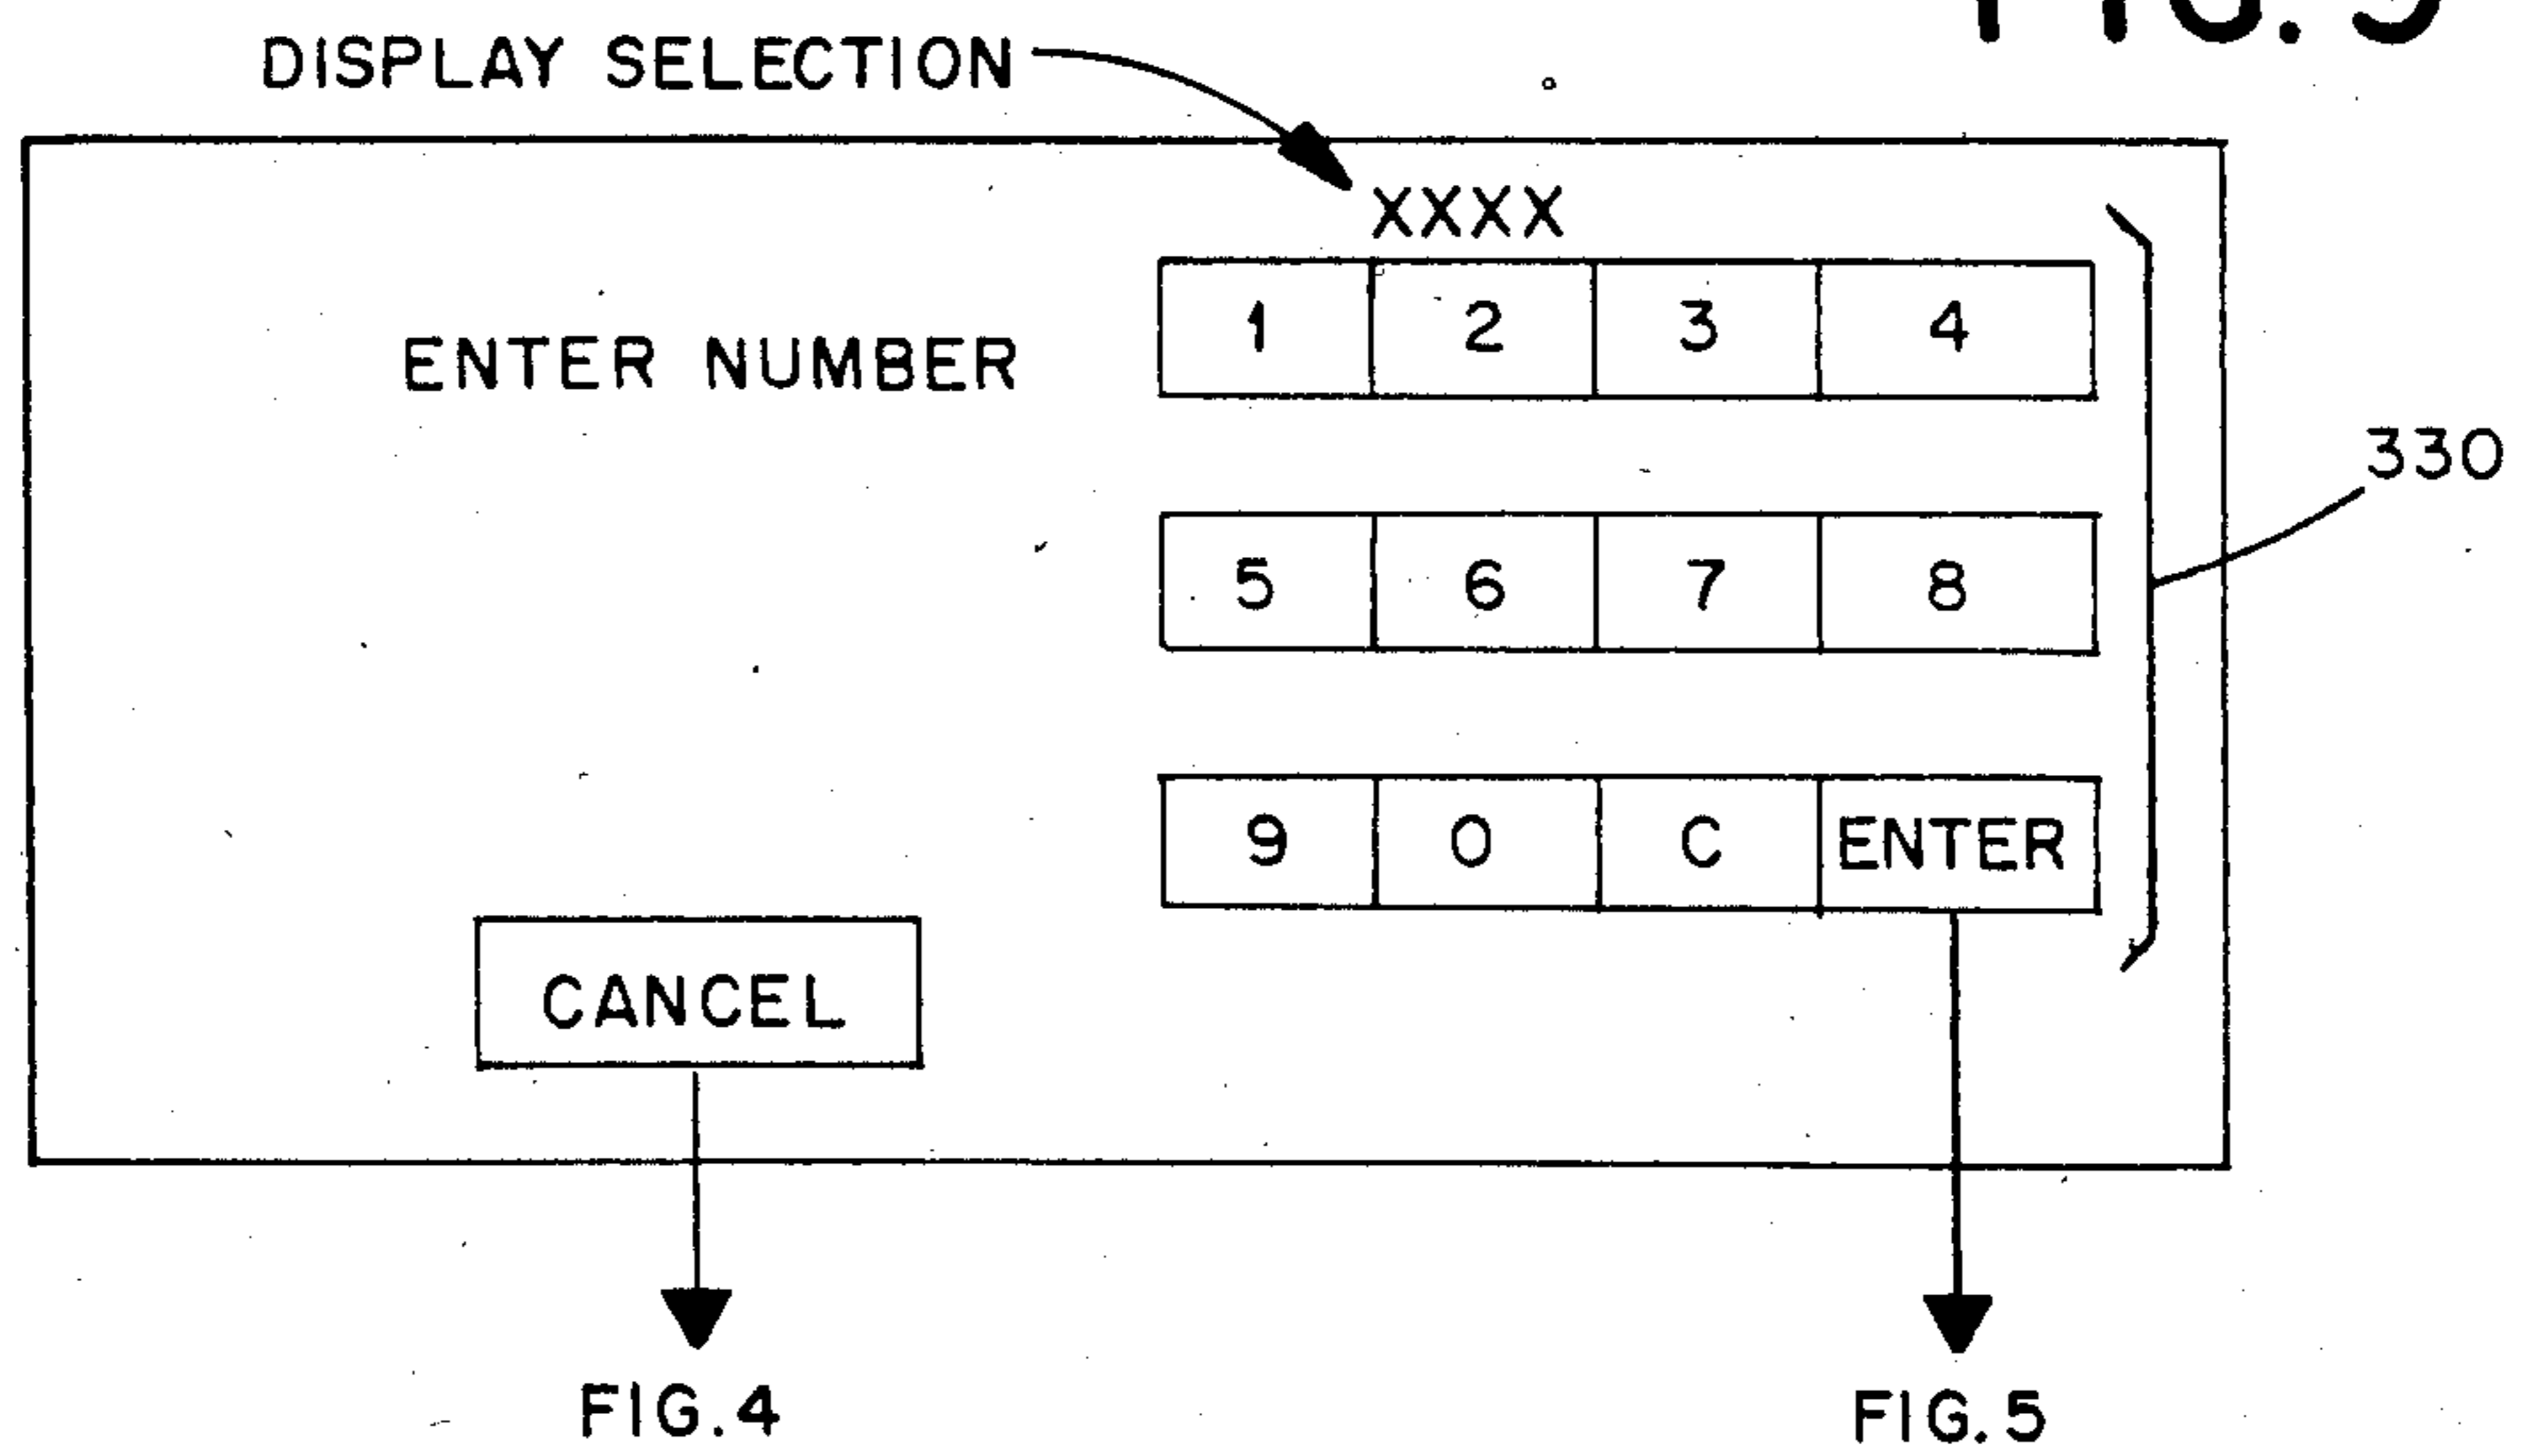 FIG.
DISPLAY SELECTION
XXXX
1 2 3 4
ENTER NUMBER
330
5 6 7 8
9 0 C ENTER
CANCEL
FIG.4 FIG.5